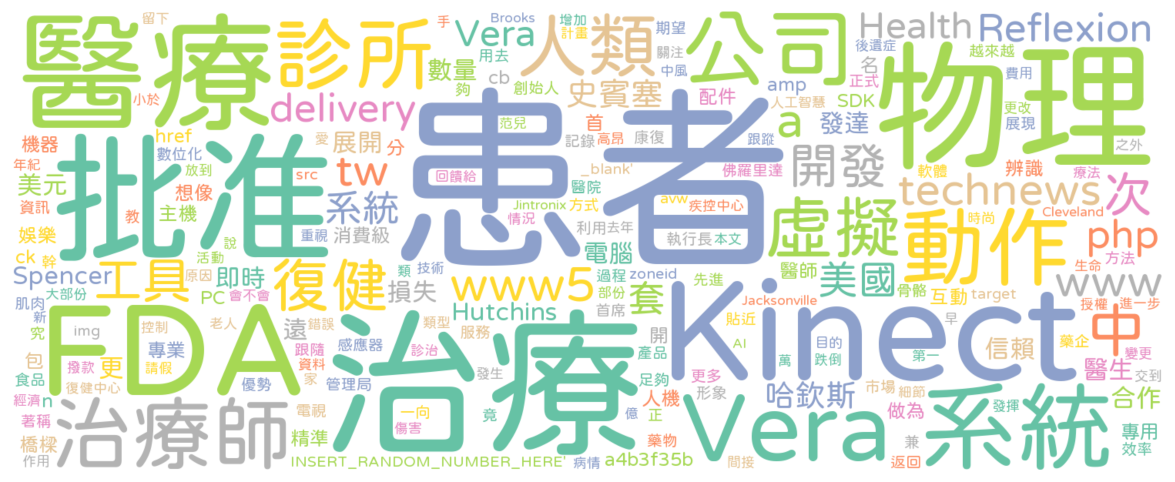 留下
手
Brooks
增加
計畫
期望
後遺症
越來越
醫療
診所
Vera
人類
公司
Health
Reflexion
物理
用去
關注
中風
名
正式
費用
小於
delivery
數量
cb
夠
創始人
史賓塞
配件
amp
人工智慧
SDK
更改
展現
機器
href
數位化
愛
展開
分
范兒
記錄
首
高昂
康復
跟蹤
a
發達
之外
年紀
批准
放到
src
tw
回饋給
患者
_blank'
佛羅里達
開發
辨識
軟體
療法
technews
次
美元
想像
教
醫院
資訊
主機
系統
Jintronix
方式
avw
疾控中心
虛擬
動作
時尚
Cleveland
php
娛樂
說
重視
消費級
情況
利用
去年
執行長
本文
方法
ck
幹
活動
電腦
Spencer
工具
即時
原因
復健
類
技術
www5
過程
zoneid
先進
醫師
美國
骨骼
互動
target
生命
www
肌肉
大部份
PC
會不會
損失
部份
套
Jacksonville
授權
進一步
新
究
img
FDA
控制
老人
錯誤
遠
類型
Hutchins
服務
首席
開
貼近
目的
早
藥企
Kinect
中
包
專業
撥款
請假
更
跟隨
資料
感應器
診治
產品
AI
萬
跌倒
第一
信賴
變更
食品
復健中心
優勢
家
管理局
治療
發生
足夠
更多
形象
哈欽斯
市場
細節
醫生
交到
經濟
n
著稱
電視
一向
竟
億
人機
正
Vera
做為
系統
發揮
合作
橋樑
治療師
精準
傷害
藥物
兼
專用
作用
INSERT_RANDOM_NUMBER_HERE'
病情
a4b3f35b
間接
返回
效率